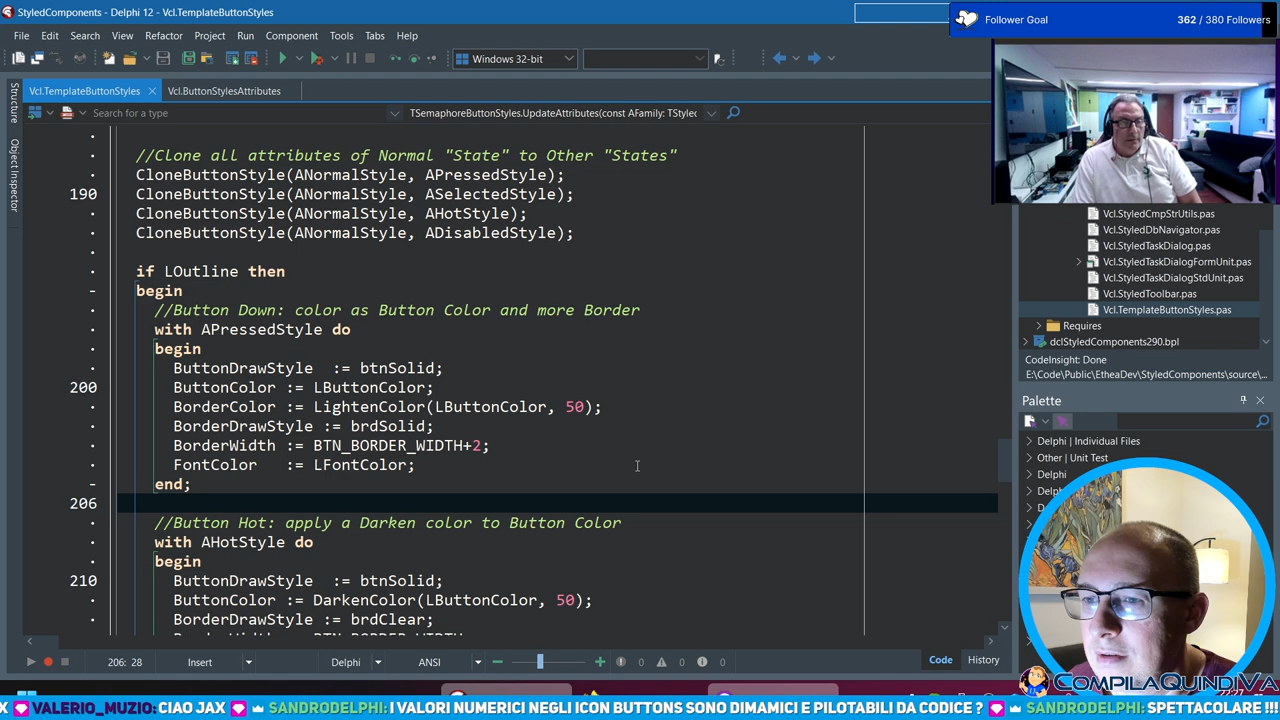 StyledComponents - Delphi 12 - Vcl.TemplateButtonStyles
Follower Goal
362 / 380 Followers
File Edit Search View Refactor Project Run Component Tools Tabs Help
Windows 32-bit
Vcl.TemplateButtonStyles
Vcl.ButtonStylesAttributes
Structure
Object Inspector
Search for a type
TSemaphoreButtonStyles.UpdateAttributes(const AFamily: TStylec
//Clone all attributes of Normal "State" to Other "States"
CloneButtonStyle(ANormalStyle, APressedStyle);
190 CloneButtonStyle(ANormalStyle, ASelectedStyle);
CloneButtonStyle(ANormalStyle, AHotStyle);
CloneButtonStyle(ANormalStyle, ADisabledStyle);
if LOutline then
begin
//Button Down: color as Button Color and more Border
with APressedStyle do
begin
ButtonDrawStyle  := btnSolid;
200 ButtonColor := LButtonColor;
BorderColor := LightenColor(LButtonColor, 50);
BorderDrawStyle := brdSolid;
BorderWidth := BTN_BORDER_WIDTH+2;
FontColor   := LFontColor;
end;
206
//Button Hot: apply a Darken color to Button Color
with AHotStyle do
begin
210 ButtonDrawStyle  := btnSolid;
ButtonColor := DarkenColor(LButtonColor, 50);
BorderDrawStyle := brdClear;
206: 28
Insert
Delphi
ANSI
0
0
0
Code
History
Vcl.StyledCmpStrUtils.pas
Vcl.StyledDbNavigator.pas
Vcl.StyledTaskDialog.pas
Vcl.StyledTaskDialogFormUnit.pas
Vcl.StyledTaskDialogStdUnit.pas
Vcl.StyledToolbar.pas
Vcl.TemplateButtonStyles.pas
Requires
dclStyledComponents290.bpl
CodeInsight: Done
E:\Code\Public\EtheaDev\StyledComponents\source\...
Palette
Delphi | Individual Files
Other | Unit Test
Delphi
COMPILAQUINDIVA
X VALERIO_MUZIO: CIAO JAX SANDRODELPHI: I VALORI NUMERICI NEGLI ICON BUTTONS SONO DINAMICI E PILOTABILI DA CODICE ? SANDRODELPHI: SPETTACOLARE !!!